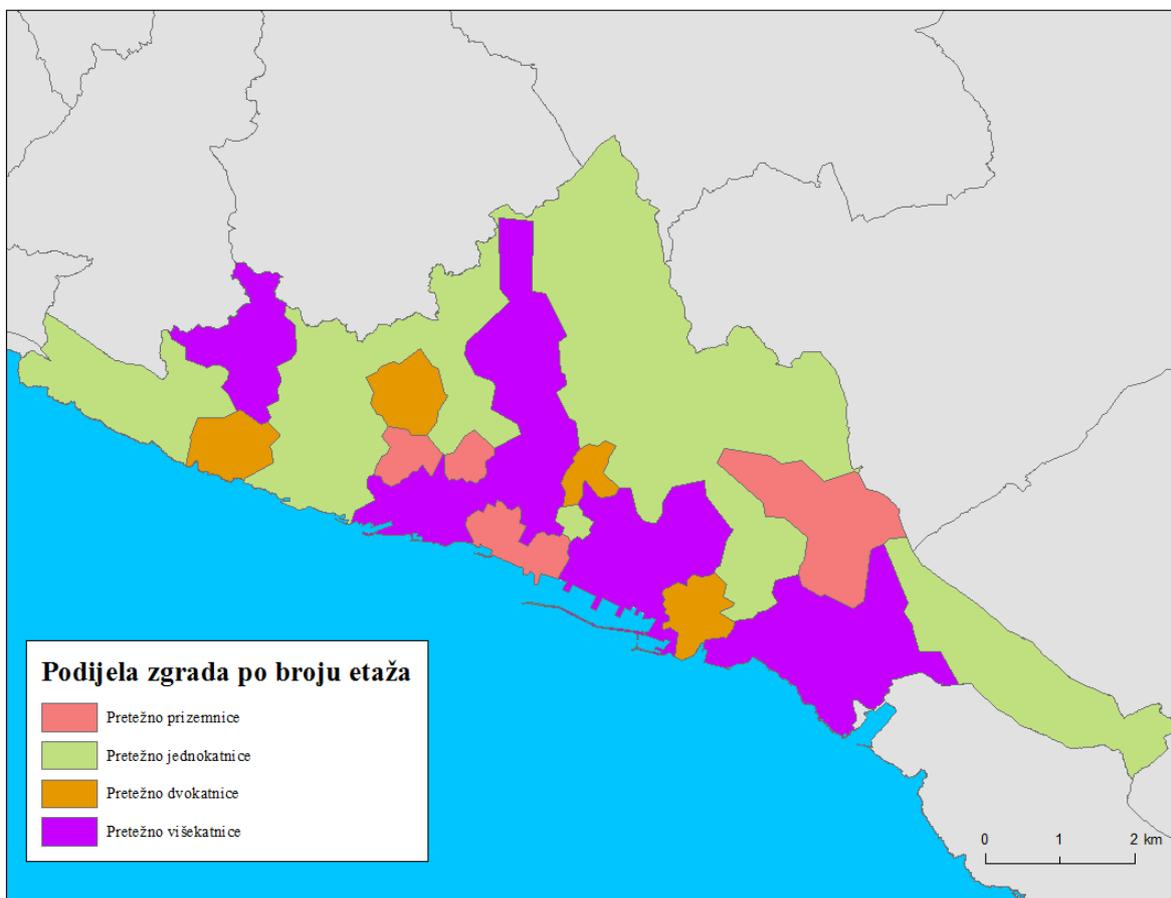 Podijela zgrada po broju etaža
Pretežno prizemnice
Pretežno jednokatnice
Pretežno dvokatnice
Pretežno višekatnice
0 1 2 km